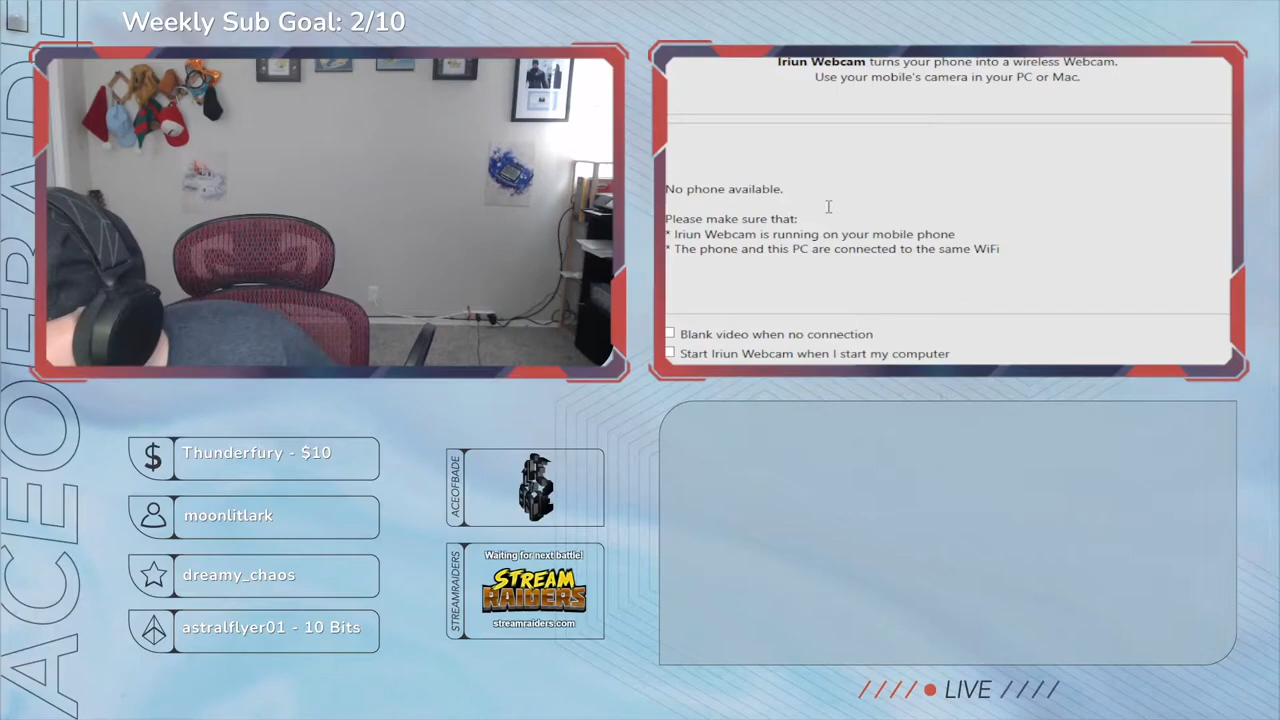 Weekly Sub Goal: 2/10
Iriun Webcam turns your phone into a wireless Webcam.
Use your mobile's camera in your PC or Mac.
No phone available.
Please make sure that:
* Iriun Webcam is running on your mobile phone
* The phone and this PC are connected to the same WiFi
Blank video when no connection
Start Iriun Webcam when I start my computer
ACEOFBADE
$ Thunderfury - $10
moonlitlark
dreamy_chaos
astralflyer01 - 10 Bits
ACEOFBADE
STREAMRAIDERS
Waiting for next battle!
STREAM
RAIDERS
streamraiders.com
//// LIVE ////